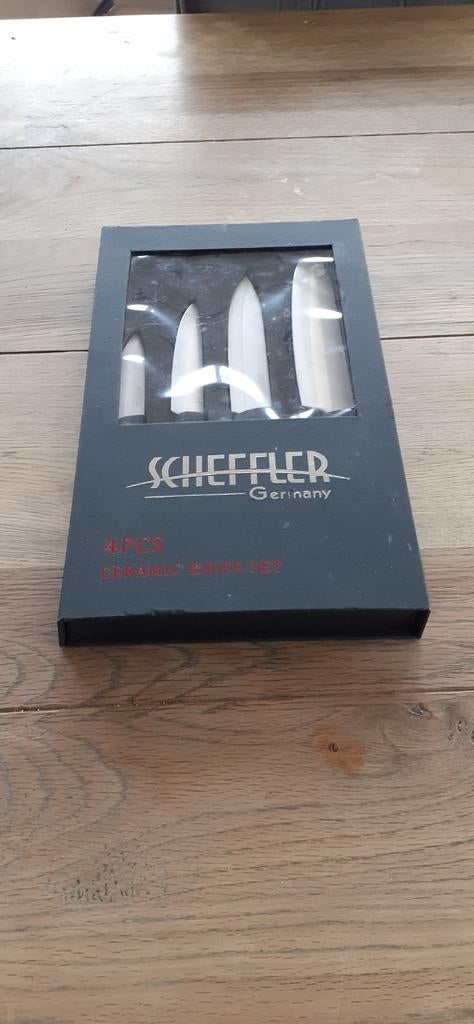 SCHEFFLER
Germany
4PCS
CERAMIC KNIFE SET